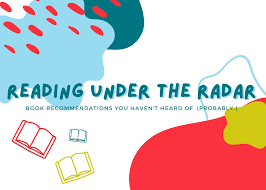 READING UNDER THE RADAR
BOOK RECOMMENDATIONS YOU HAVEN'T HEARD OF. (PROBABLY.)